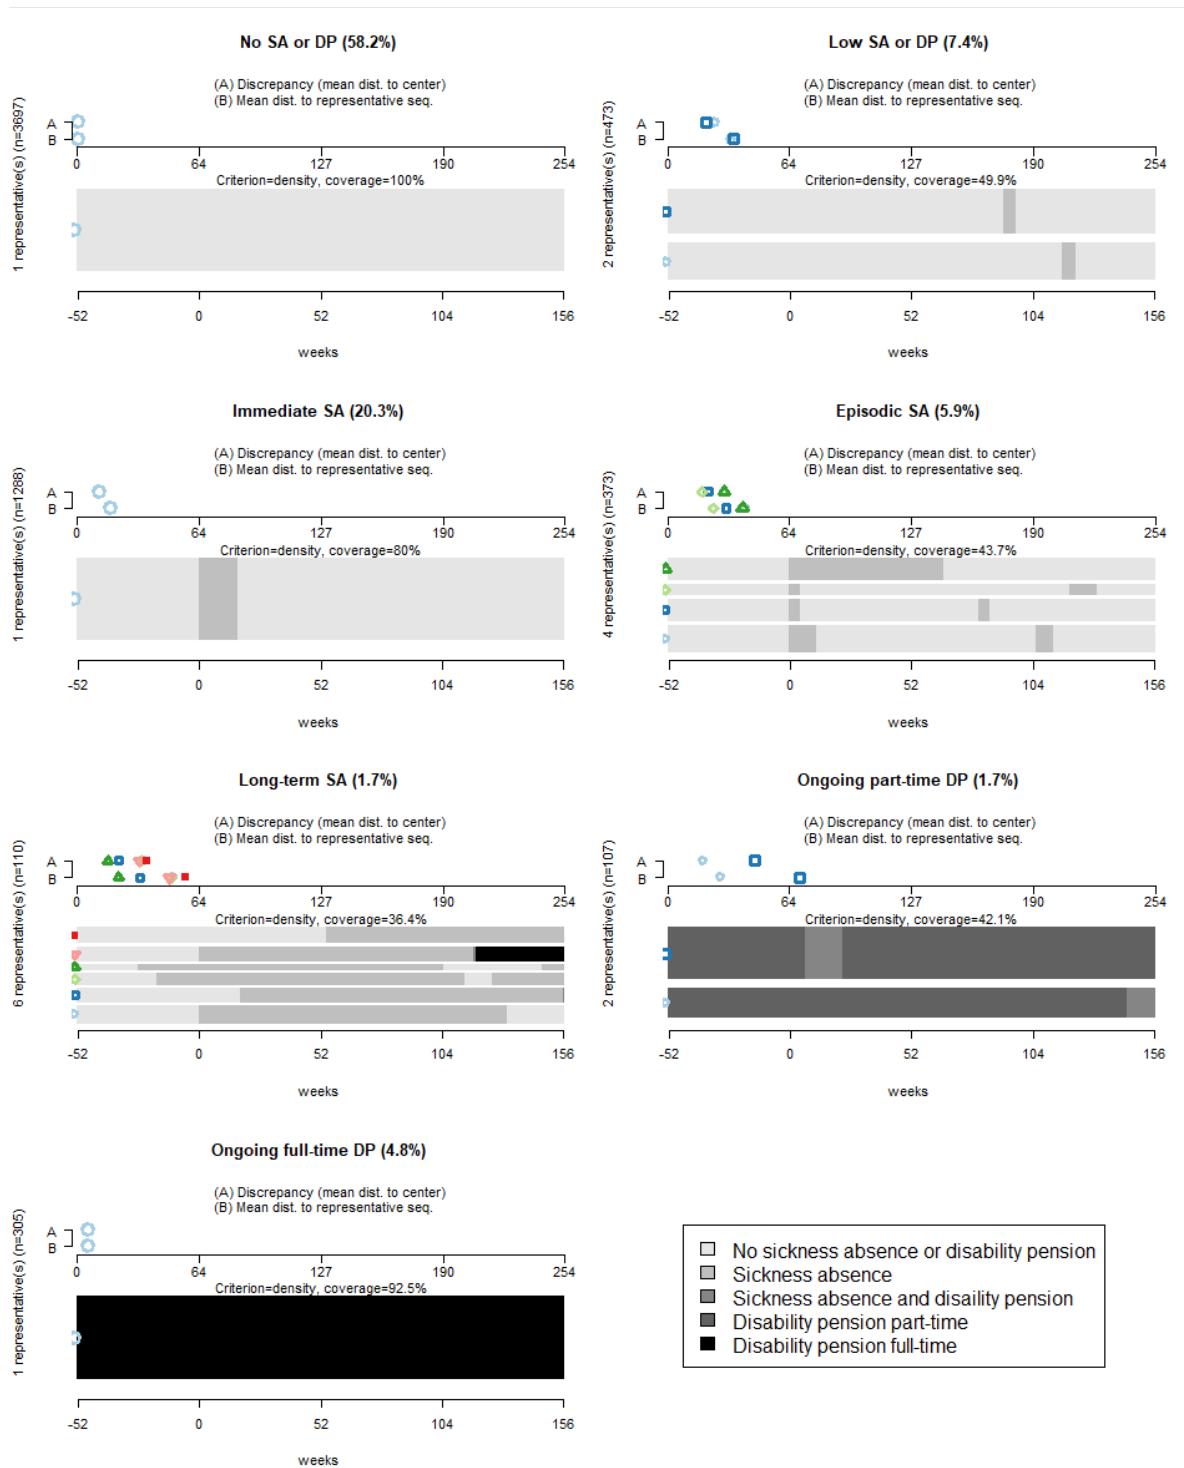 No SA or DP (58.2%)
(A) Discrepancy (mean dist. to center)
(B) Mean dist. to representative seq.
1 representative(s) (n=3697)
A
B
0 64 127 190 254
Criterion=density, coverage=100%
-52 0 52 104 156
weeks
Low SA or DP (7.4%)
(A) Discrepancy (mean dist. to center)
(B) Mean dist. to representative seq.
2 representative(s) (n=473)
A
B
0 64 127 190 254
Criterion=density, coverage=49.9%
-52 0 52 104 156
weeks
Immediate SA (20.3%)
(A) Discrepancy (mean dist. to center)
(B) Mean dist. to representative seq.
1 representative(s) (n=1288)
A
B
0 64 127 190 254
Criterion=density, coverage=80%
-52 0 52 104 156
weeks
Episodic SA (5.9%)
(A) Discrepancy (mean dist. to center)
(B) Mean dist. to representative seq.
4 representative(s) (n=373)
A
B
0 64 127 190 254
Criterion=density, coverage=43.7%
-52 0 52 104 156
weeks
Long-term SA (1.7%)
(A) Discrepancy (mean dist. to center)
(B) Mean dist. to representative seq.
6 representative(s) (n=110)
A
B
0 64 127 190 254
Criterion=density, coverage=36.4%
-52 0 52 104 156
weeks
Ongoing part-time DP (1.7%)
(A) Discrepancy (mean dist. to center)
(B) Mean dist. to representative seq.
2 representative(s) (n=107)
A
B
0 64 127 190 254
Criterion=density, coverage=42.1%
-52 0 52 104 156
weeks
Ongoing full-time DP (4.8%)
(A) Discrepancy (mean dist. to center)
(B) Mean dist. to representative seq.
1 representative(s) (n=305)
A
B
0 64 127 190 254
Criterion=density, coverage=92.5%
-52 0 52 104 156
weeks
No sickness absence or disability pension
Sickness absence
Sickness absence and disaility pension
Disability pension part-time
Disability pension full-time